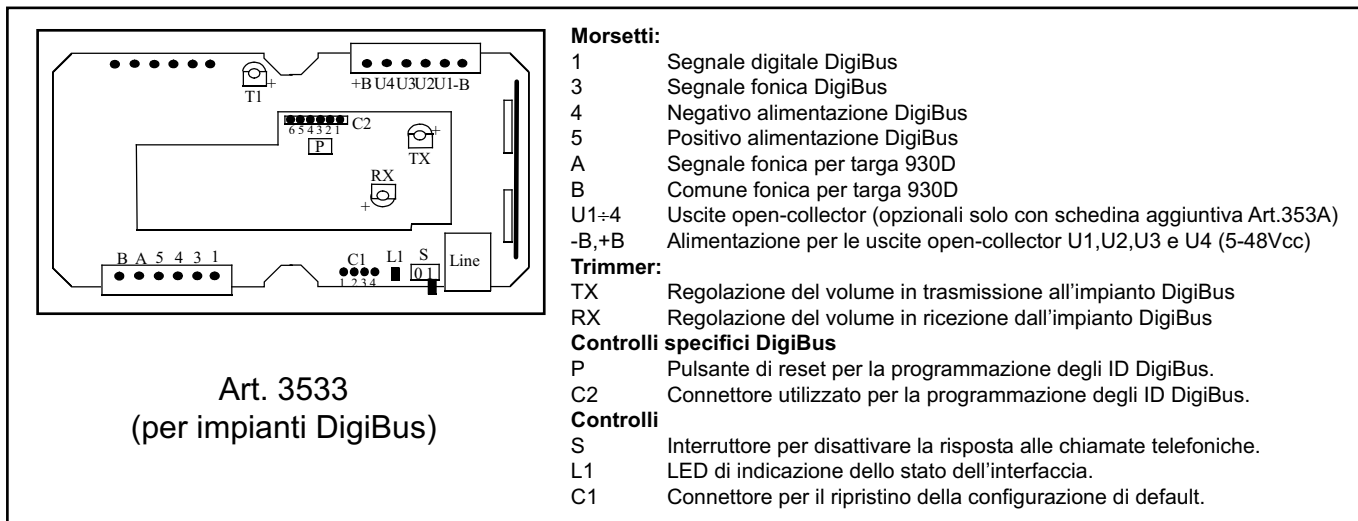 T1
+
+B U4U3U2U1-B
6 5 4 3 2 1 C2
P
+
TX
RX
+
B A 5 4 3 1
C1 L1 S Line
1 2 3 4 0 1
Art. 3533
(per impianti DigiBus)
Morsetti:
1 Segnale digitale DigiBus
3 Segnale fonica DigiBus
4 Negativo alimentazione DigiBus
5 Positivo alimentazione DigiBus
A Segnale fonica per targa 930D
B Comune fonica per targa 930D
U1÷4 Uscite open-collector (opzionali solo con schedina aggiuntiva Art.353A)
-B,+B Alimentazione per le uscite open-collector U1,U2,U3 e U4 (5-48Vcc)
Trimmer:
TX Regolazione del volume in trasmissione all'impianto DigiBus
RX Regolazione del volume in ricezione dall'impianto DigiBus
Controlli specifici DigiBus
P Pulsante di reset per la programmazione degli ID DigiBus.
C2 Connettore utilizzato per la programmazione degli ID DigiBus.
Controlli
S Interruttore per disattivare la risposta alle chiamate telefoniche.
L1 LED di indicazione dello stato dell'interfaccia.
C1 Connettore per il ripristino della configurazione di default.